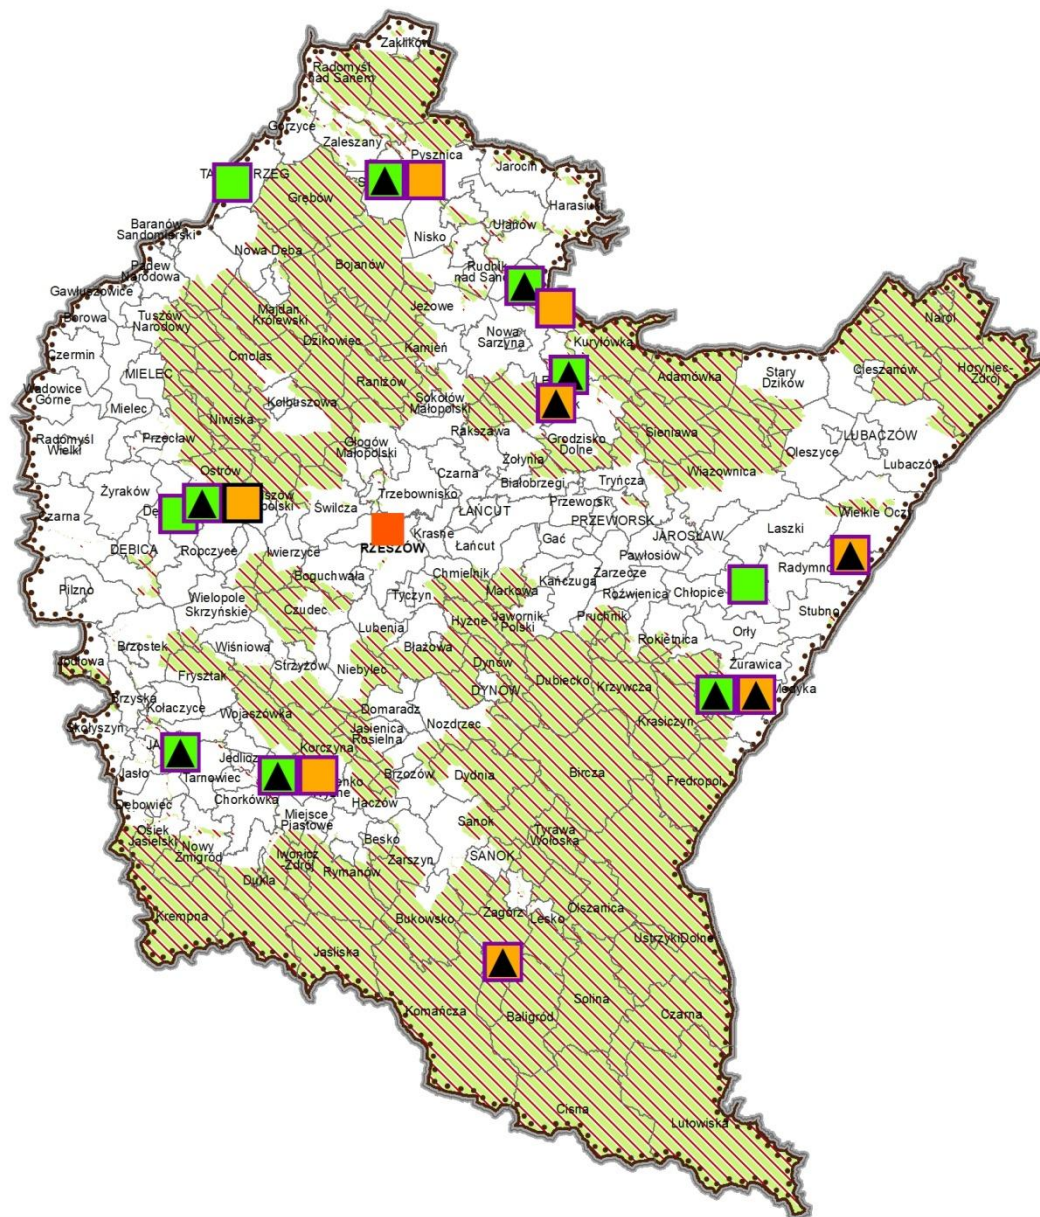 Zaklików
Radomyśl
nad Sanem
Gorzyce
Zaleszany
Pysznica
Jarocin
Harasiuki
Grębów
Ulanów
Baranów
Sandomierski
Nowa Dęba
Nisko
Bojanów
Rudnik
nad Sanem
Padew
Narodowa
Gawłuszowice
Borowa
Tuszów
Narodowy
Majdan
Królewski
Jeżowe
Dzikowiec
Nowa
Sarzyna
Kuryłówka
Narol
Czermin
Cmolas
Kamień
Adamówka
Stary
Dzików
Cieszanów
Horyniec-
Zdrój
MIELEC
Wadowice
Górne
Raniżów
Kolbuszowa
Sokołów
Małopolski
Mielec
Niwiska
Rakszawa
Grodzisko
Dolne
Sieniawa
LUBACZÓW
Radomyśl
Wielki
Przecław
Głogów
Małopolski
Oleszyce
Żołynia
Wiązownica
Lubaczów
Ostrów
Czarna
Białobrzegi
Tryńcza
Żyraków
Trzebownisko
Przeworsk
Czarna
Świlcza
ŁAŃCUT
PRZEWORSK
Wielkie Oczy
Laszki
Krasne
Gać
JAROSŁAW
RZESZÓW
Łańcut
Pawłosiów
DĘBICA
Ropczyce
Iwierzyce
Radymno
Chmielnik
Kańczuga
Zarzecze
Boguchwała
Pilzno
Tyczyn
Markowa
Roźwienica
Chłopice
Wielopole
Skrzyńskie
Czudec
Stubno
Hyżne
Jawornik
Polski
Pruchnik
Lubenia
Orły
Brzostek
Wiśniowa
Błażowa
Rokietnica
Strzyżów
Niebylec
Dynów
Żurawica
Frysztak
Dubiecko
Krzywcza
Medyka
DYNÓW
Brzyska
Kołaczyce
Domaradz
Wojaszówka
Krasiczyn
Skołyszyn
Jasienica
Rosielna
Nozdrzec
Korczyna
Jasło
Tarnowiec
Brzozów
Dydnia
Bircza
Fredropol
Chorkówka
Haczów
Dębowiec
Miejsce
Piastowe
Sanok
Tyrawa
Wołoska
Osiek
Jasielski
Nowy
Żmigród
Besko
Iwonicz
-Zdrój
Zarszyn
SANOK
Dukla
Rymanów
Krempna
Bukowsko
Zagórz
Lesko
Olszanica
UstrzykiDolne
Jaśliska
Solina
Komańcza
Baligród
Czarna
Cisna
Lutowiska